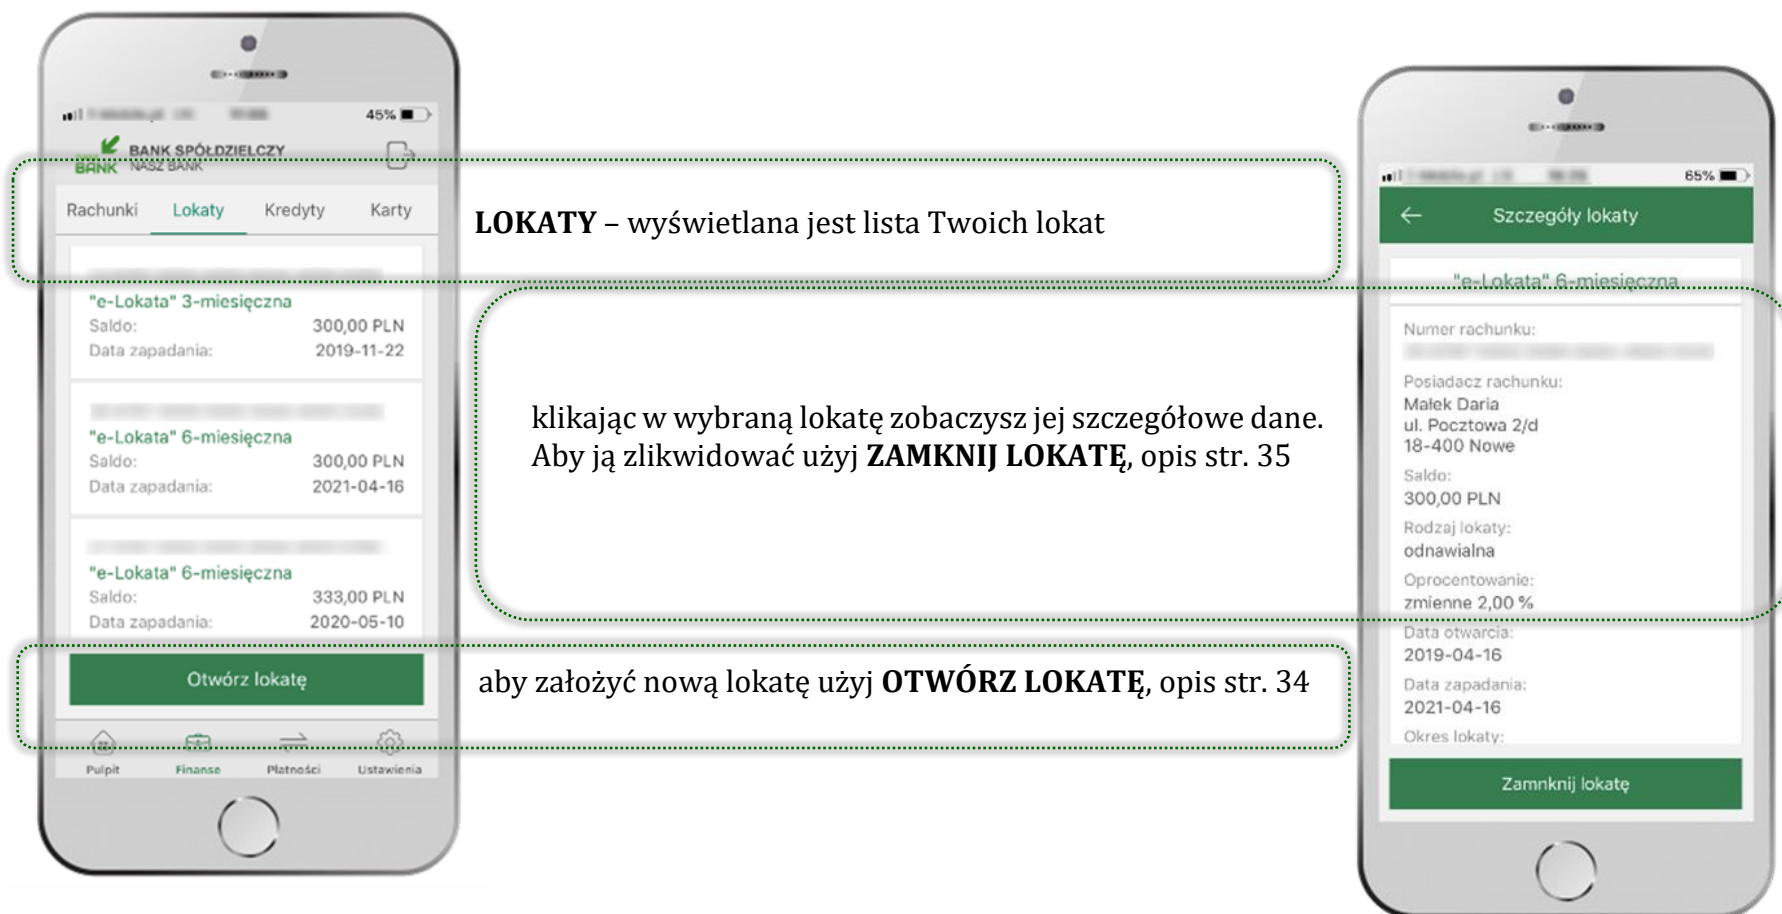 45%
BANK SPÓŁDZIELCZY
BANK NASZ BANK
Rachunki Lokaty Kredyty Karty
"e-Lokata" 3-miesięczna
Saldo: 300,00 PLN
Data zapadania: 2019-11-22
"e-Lokata" 6-miesięczna
Saldo: 300,00 PLN
Data zapadania: 2021-04-16
"e-Lokata" 6-miesięczna
Saldo: 333,00 PLN
Data zapadania: 2020-05-10
Otwórz lokatę
Pulpit Finanse Płatności Ustawienia
LOKATY – wyświetlana jest lista Twoich lokat
klikając w wybraną lokatę zobaczysz jej szczegółowe dane.
Aby ją zlikwidować użyj ZAMKNIJ LOKATĘ, opis str. 35
aby założyć nową lokatę użyj OTWÓRZ LOKATĘ, opis str. 34
65%
Szczegóły lokaty
"e-Lokata" 6-miesięczna
Numer rachunku:
Posiadacz rachunku:
Małek Daria
ul. Pocztowa 2/d
18-400 Nowe
Saldo:
300,00 PLN
Rodzaj lokaty:
odnawialna
Oprocentowanie:
zmienne 2,00 %
Data otwarcia:
2019-04-16
Data zapadania:
2021-04-16
Okres lokaty:
Zamnknij lokatę